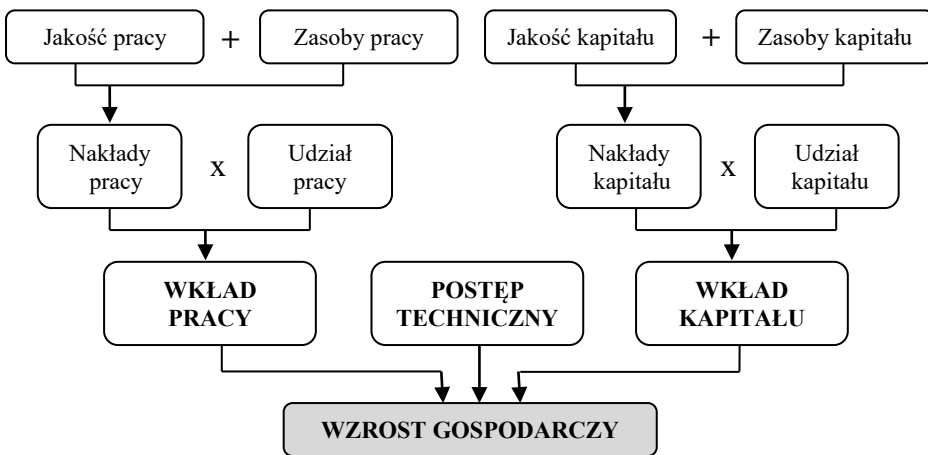 Jakość pracy + Zasoby pracy
Jakość kapitału + Zasoby kapitału
Nakłady
pracy
x
Udział
pracy
Nakłady
kapitału
x
Udział
kapitału
WKŁAD
PRACY
POSTĘP
TECHNICZNY
WKŁAD
KAPITAŁU
WZROST GOSPODARCZY